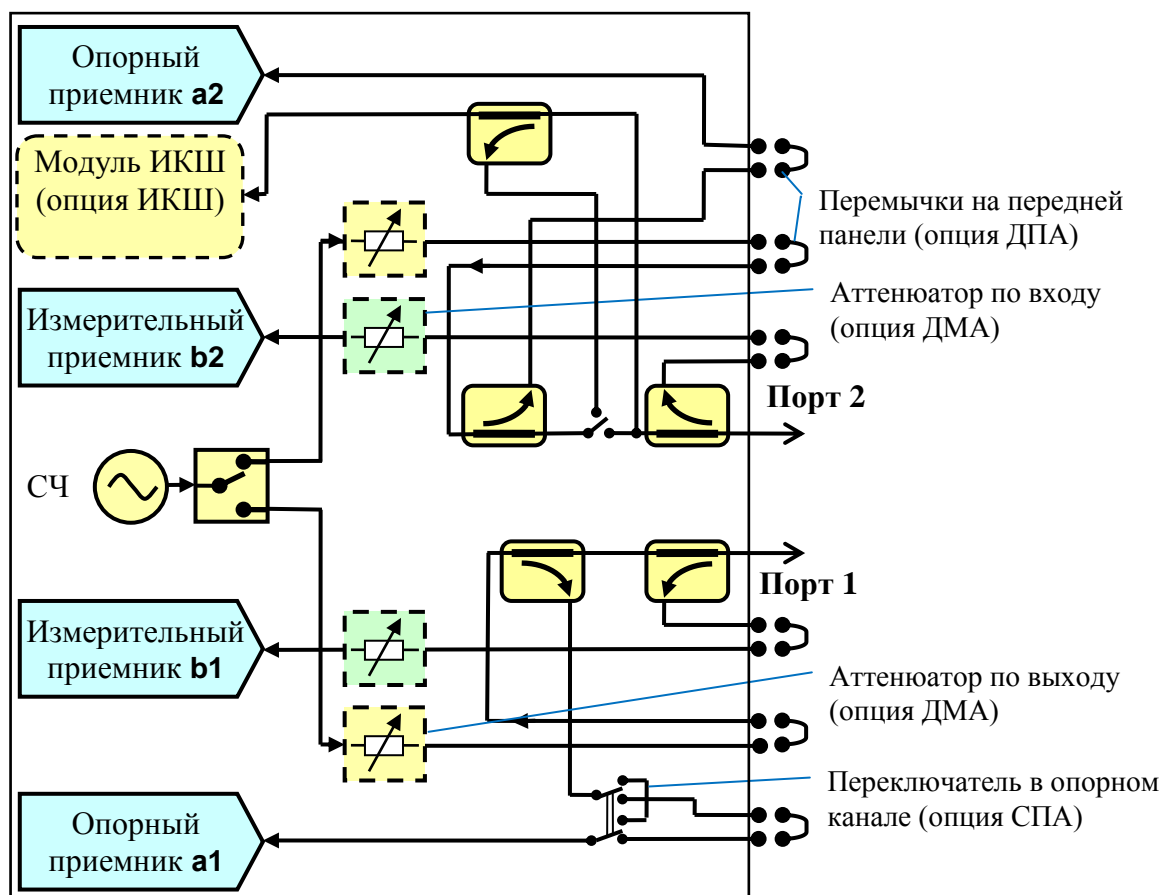 Опорный
приемник a2
Модуль ИКШ
(опция ИКШ)
Перемычки на передней
панели (опция ДПА)
Измерительный
приемник b2
Аттенюатор по входу
(опция ДМА)
Порт 2
СЧ
Порт 1
Измерительный
приемник b1
Аттенюатор по выходу
(опция ДМА)
Переключатель в опорном
канале (опция СПА)
Опорный
приемник a1